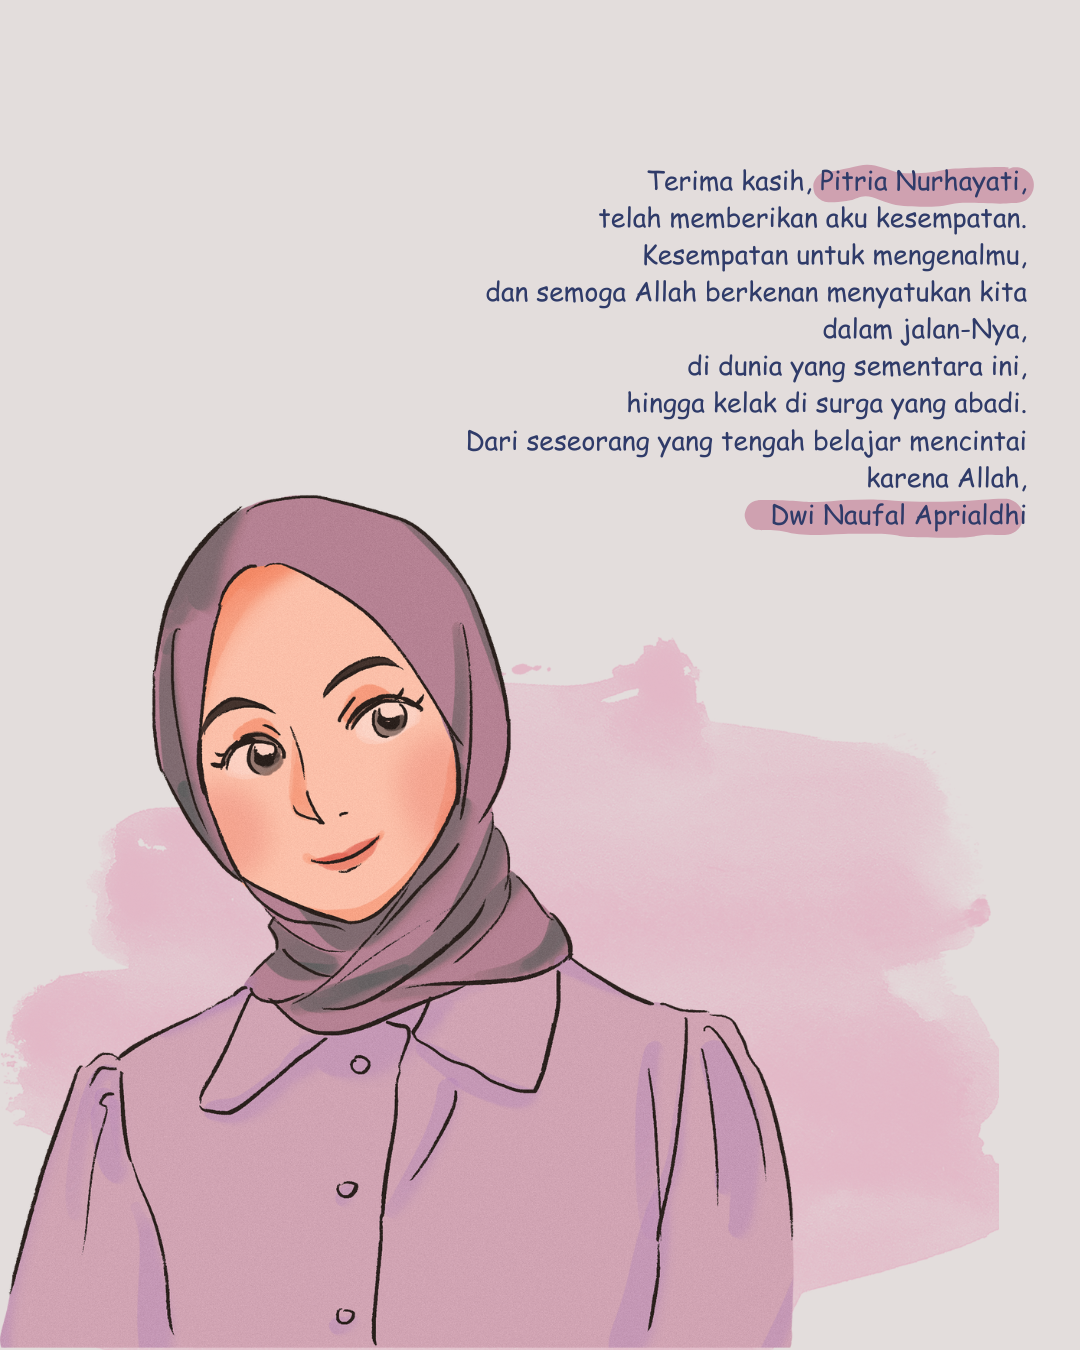 Terima kasih, Pitria Nurhayati,
telah memberikan aku kesempatan.
Kesempatan untuk mengenalmu,
dan semoga Allah berkenan menyatukan kita
dalam jalan-Nya,
di dunia yang sementara ini,
hingga kelak di surga yang abadi.
Dari seseorang yang tengah belajar mencintai
karena Allah,
Dwi Naufal Aprialdhi